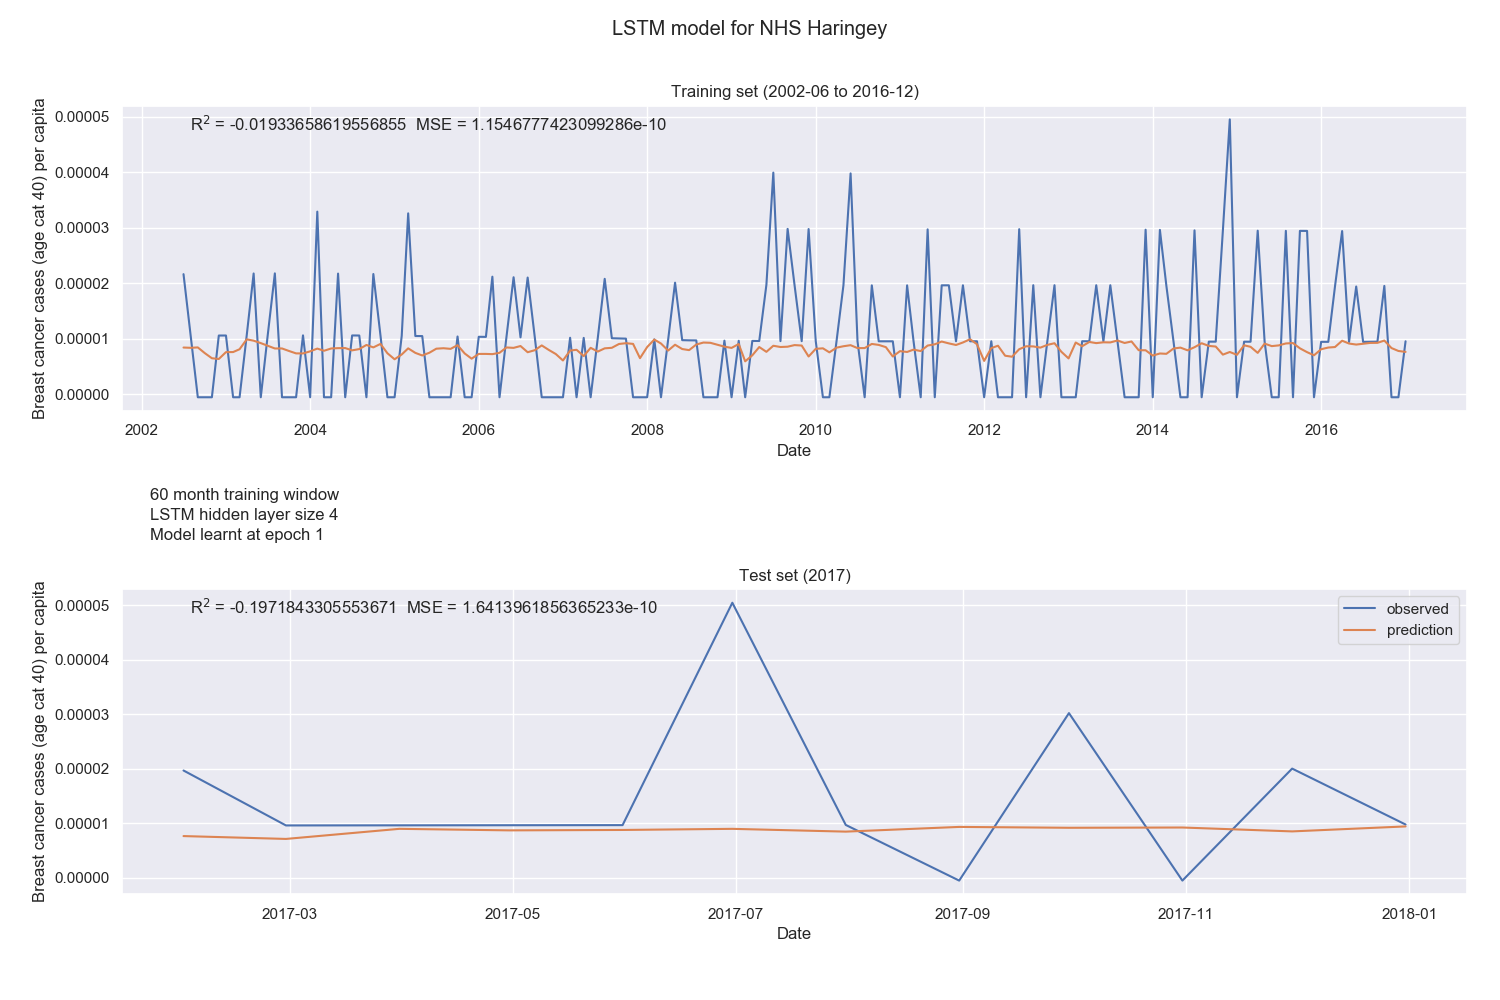 LSTM model for NHS Haringey
Training set (2002-06 to 2016-12)
R² = -0.01933658619556855 MSE = 1.1546777423099286e-10
Breast cancer cases (age cat 40) per capita
0.00005
0.00004
0.00003
0.00002
0.00001
0.00000
2002 2004 2006 2008 2010 2012 2014 2016
Date
60 month training window
LSTM hidden layer size 4
Model learnt at epoch 1
Test set (2017)
R² = -0.1971843305553671 MSE = 1.6413961856365233e-10
observed
prediction
Breast cancer cases (age cat 40) per capita
0.00005
0.00004
0.00003
0.00002
0.00001
0.00000
2017-03 2017-05 2017-07 2017-09 2017-11 2018-01
Date